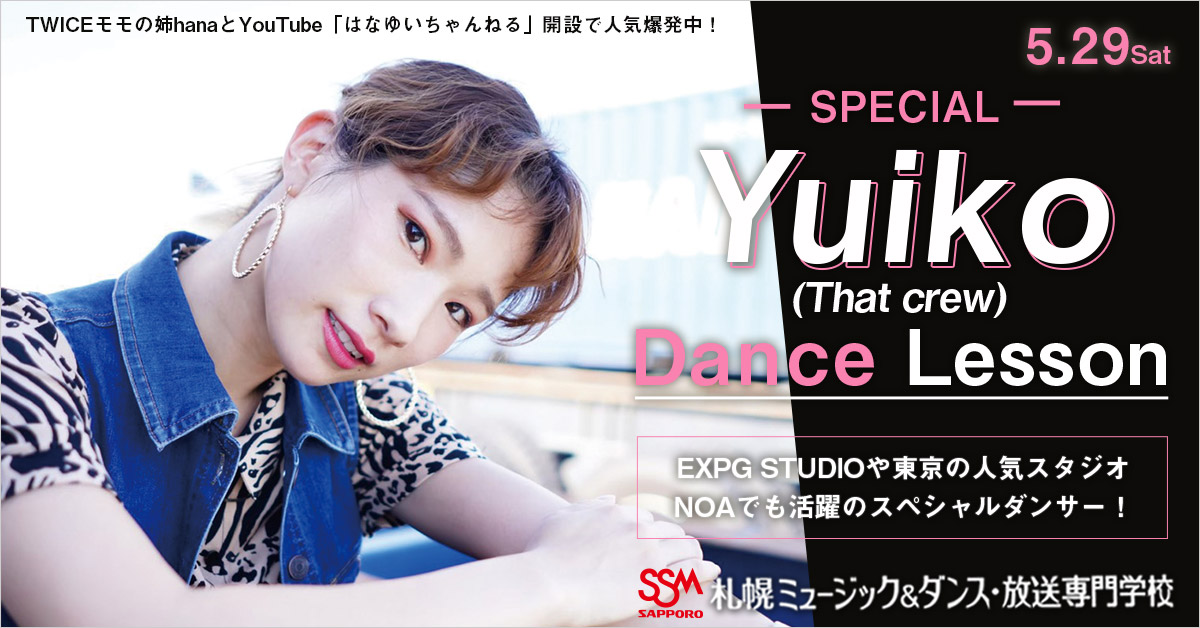 TWICEモモの姉hanaとYouTube「はなゆいちゃんねる」開設で人気爆発中！
5.29Sat
SPECIAL
Yuiko
(That crew)
Dance Lesson
EXPG STUDIOや東京の人気スタジオ
NOAでも活躍のスペシャルダンサー！
SSM
SAPPORO
札幌ミュージック&ダンス・放送専門学校